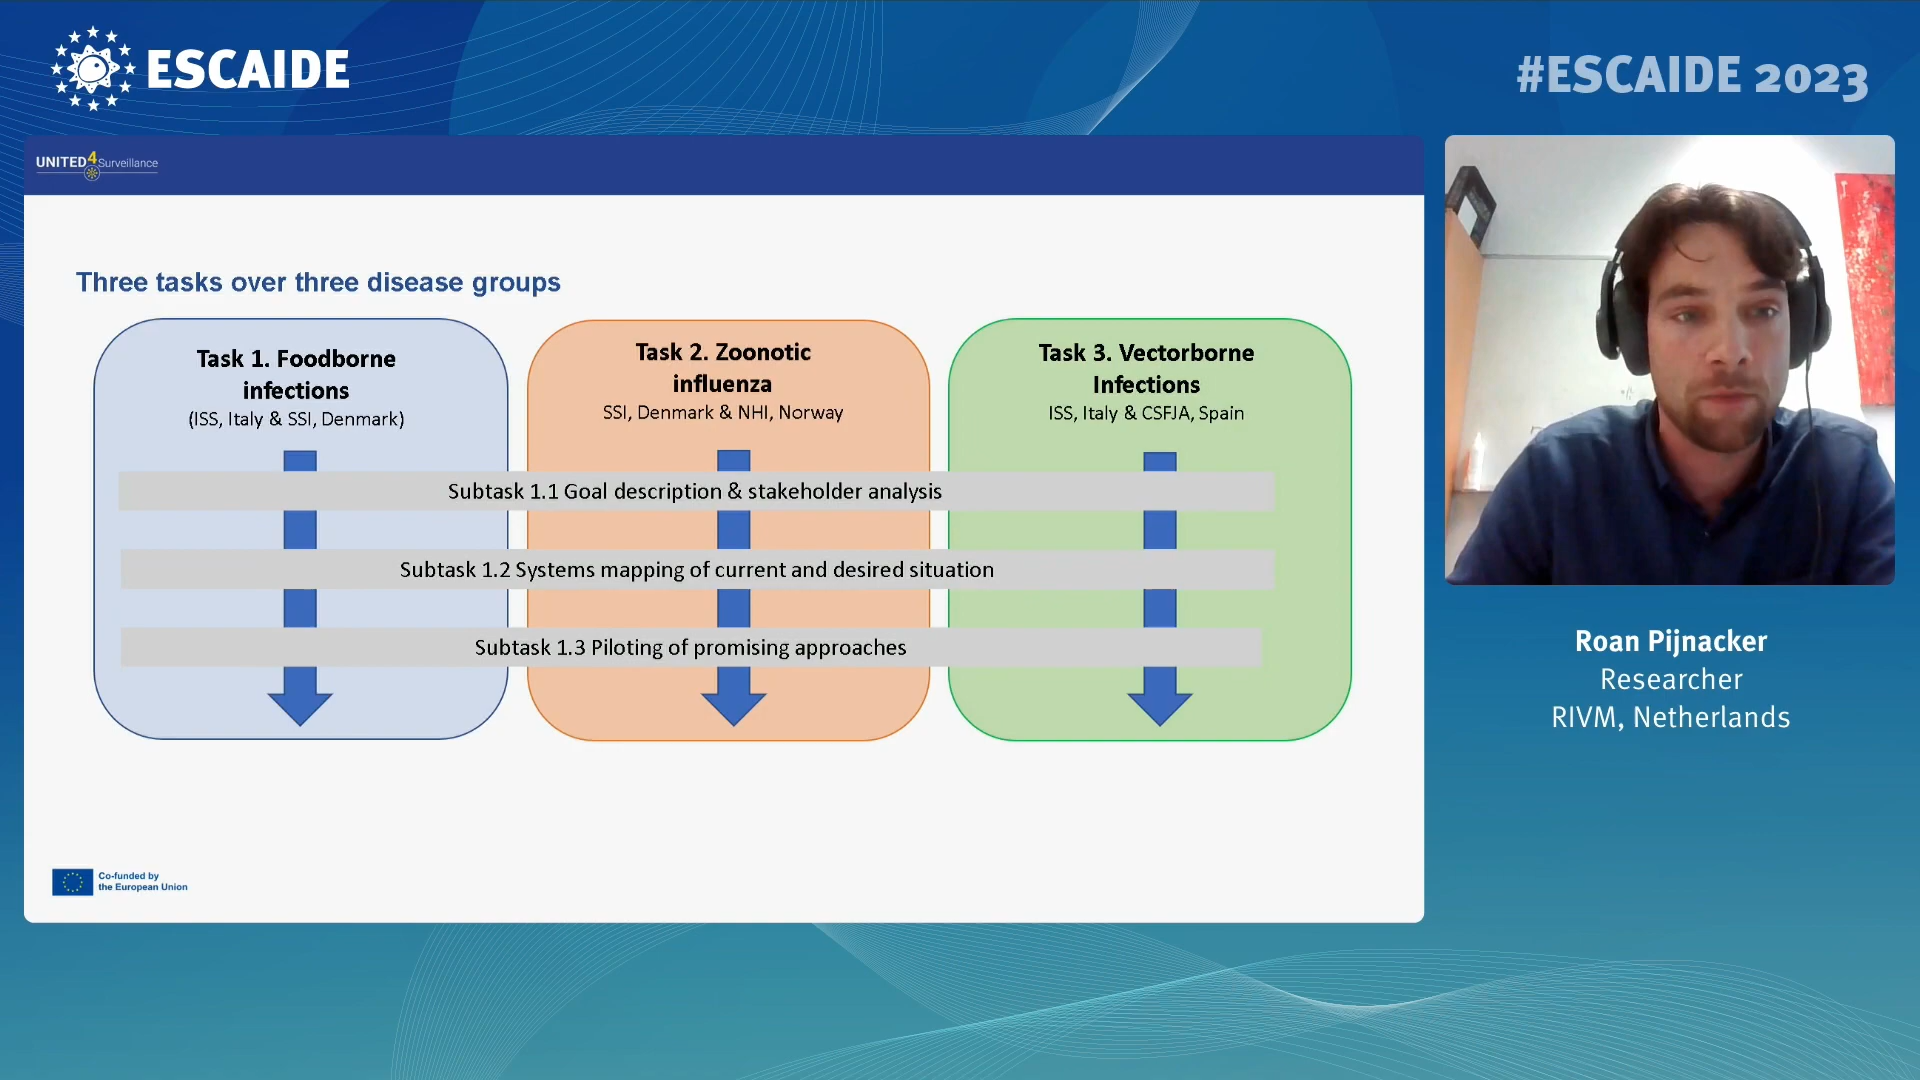 ESCAIDE
#ESCAIDE 2023
UNITED4Surveillance
Three tasks over three disease groups
Task 1. Foodborne
infections
(ISS, Italy & SSI, Denmark)
Task 2. Zoonotic
influenza
SSI, Denmark & NHI, Norway
Task 3. Vectorborne
Infections
ISS, Italy & CSFJA, Spain
Subtask 1.1 Goal description & stakeholder analysis
Subtask 1.2 Systems mapping of current and desired situation
Subtask 1.3 Piloting of promising approaches
Co-funded by
the European Union
Roan Pijnacker
Researcher
RIVM, Netherlands